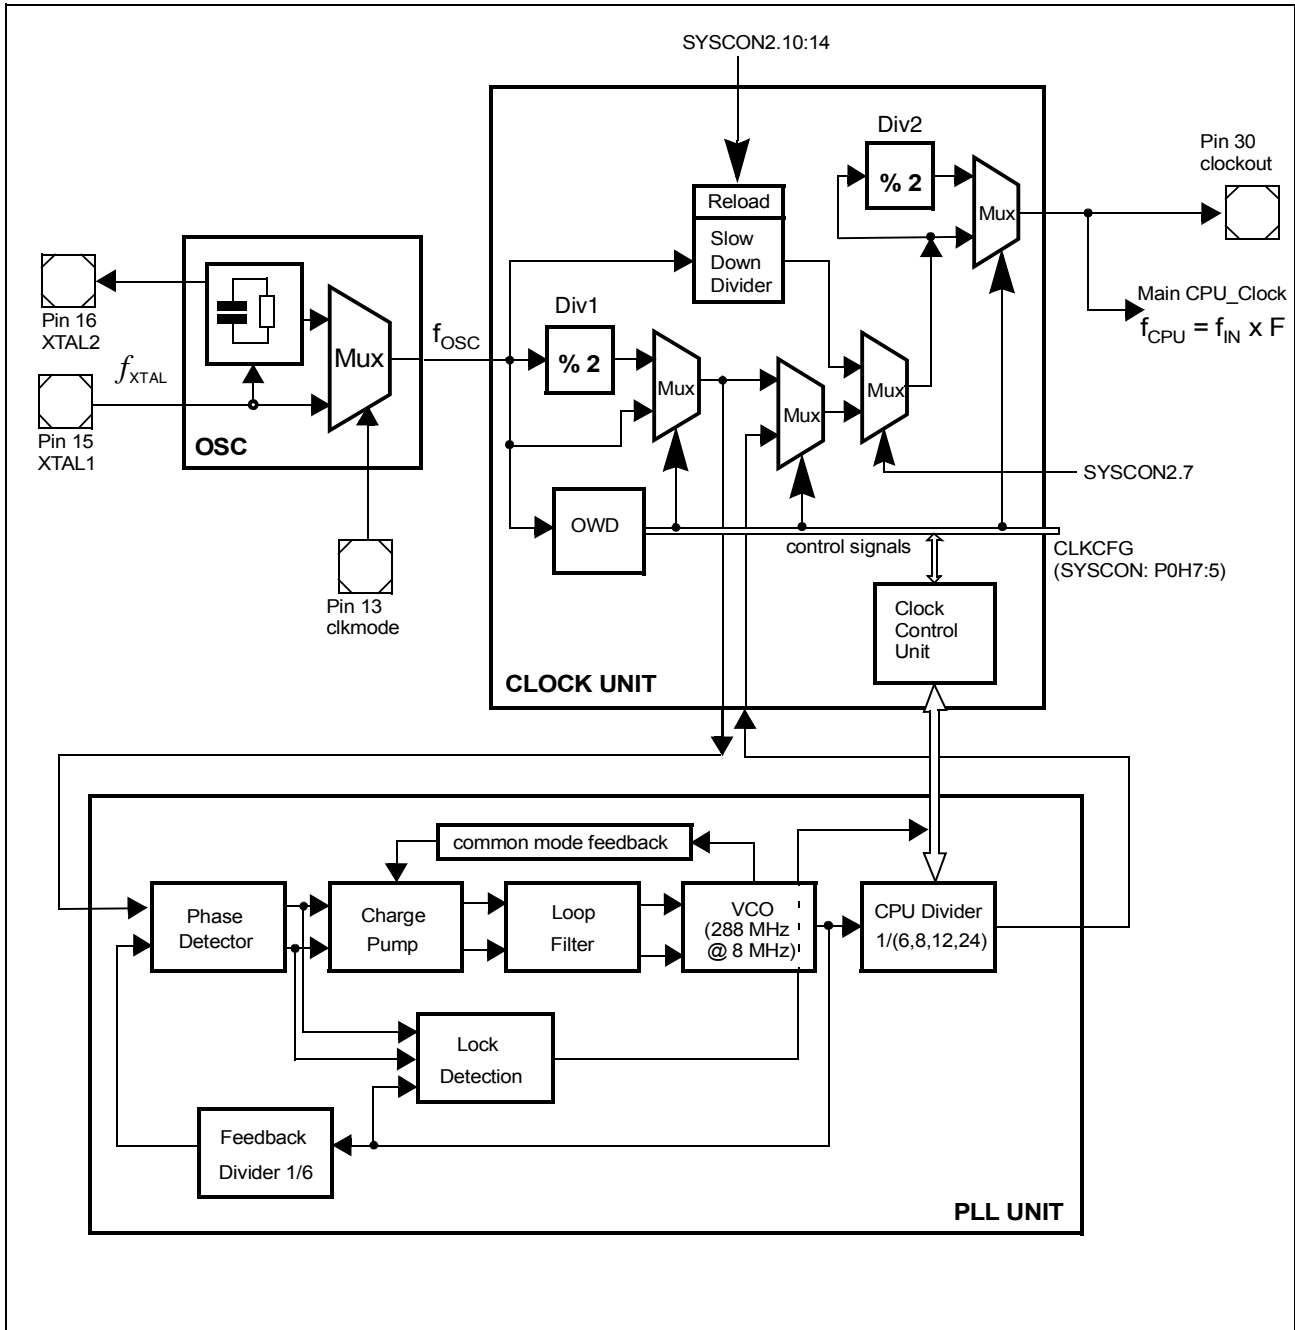 SYSCON2.10:14
Div2
% 2
Mux
Pin 30
clockout
Reload
Slow
Down
Divider
Main CPU_Clock
fCPU = fIN x F
Pin 16
XTAL2
fXTAL
Pin 15
XTAL1
Mux
OSC
fOSC
Div1
% 2
Mux
Mux
Mux
SYSCON2.7
OWD
control signals
CLKCFG
(SYSCON: P0H7:5)
Pin 13
clkmode
Clock
Control
Unit
CLOCK UNIT
common mode feedback
Phase
Detector
Charge
Pump
Loop
Filter
VCO
(288 MHz
@ 8 MHz)
CPU Divider
1/(6,8,12,24)
Lock
Detection
Feedback
Divider 1/6
PLL UNIT